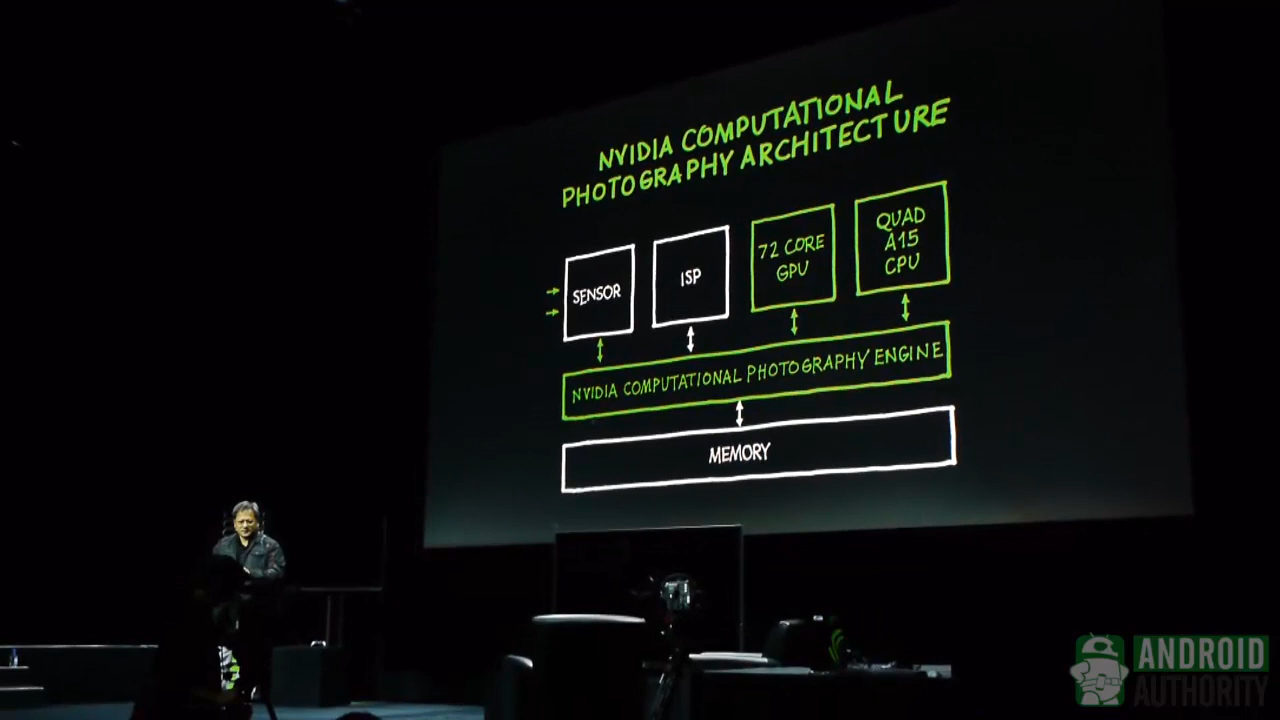 NVIDIA COMPUTATIONAL
PHOTOGRAPHY ARCHITECTURE
SENSOR
ISP
72 CORE
GPU
QUAD
A15
CPU
NVIDIA COMPUTATIONAL PHOTOGRAPHY ENGINE
MEMORY
ANDROID
AUTHORITY